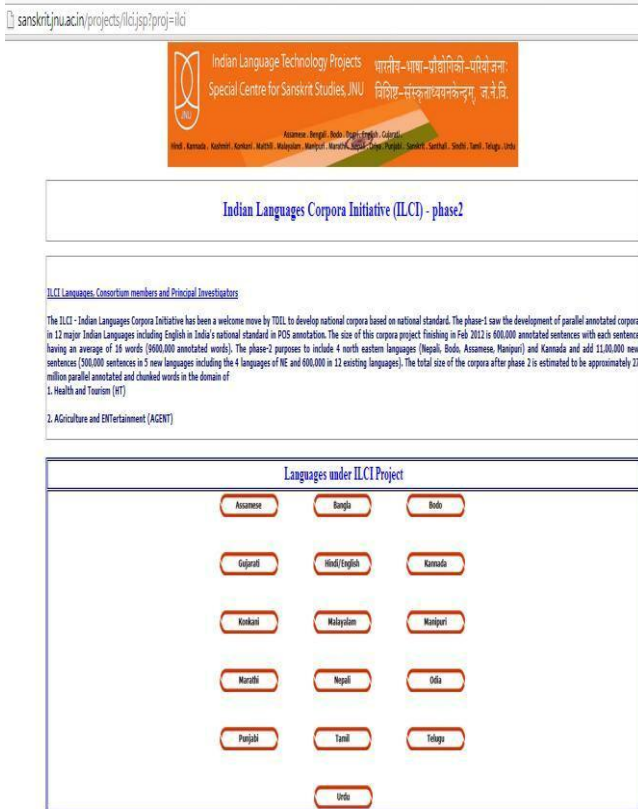 sanskrit.jnu.ac.in/projects/ilci.jsp?proj=ilci
Indian Language Technology Projects
भारतीय-भाषा-प्रौद्योगिकी-परियोजनाः
Special Centre for Sanskrit Studies, JNU
विशिष्ट-संस्कृताध्ययनकेन्द्रम्, ज.ने.वि.
JNU
Assamese . Bengali . Bodo . Dogri . English . Gujarati .
Hindi . Kannada . Kashmiri . Konkani . Maithili . Malayalam . Manipuri . Marathi . Nepali . Oriya . Punjabi . Sanskrit . Santhali . Sindhi . Tamil . Telugu . Urdu
Indian Languages Corpora Initiative (ILCI) - phase2
ILCI Languages, Consortium members and Principal Investigators
The ILCI - Indian Languages Corpora Initiative has been a welcome move by TDIL to develop national corpora based on national standard. The phase-1 saw the development of parallel annotated corpora
in 12 major Indian Languages including English in India's national standard in POS annotation. The size of this corpora project finishing in Feb 2012 is 600,000 annotated sentences with each sentence
having an average of 16 words (9600,000 annotated words). The phase-2 purposes to include 4 north eastern languages (Nepali, Bodo, Assamese, Manipuri) and Kannada and add 11,00,000 new
sentences (500,000 sentences in 5 new languages including the 4 languages of NE and 600,000 in 12 existing languages). The total size of the corpora after phase 2 is estimated to be approximately 27
million parallel annotated and chunked words in the domain of
1. Health and Tourism (HT)
2. AGriculture and ENTertainment (AGENT)
Languages under ILCI Project
Assamese Bangla Bodo
Gujarati Hindi/English Kannada
Konkani Malayalam Manipuri
Marathi Nepali Odia
Punjabi Tamil Telugu
Urdu